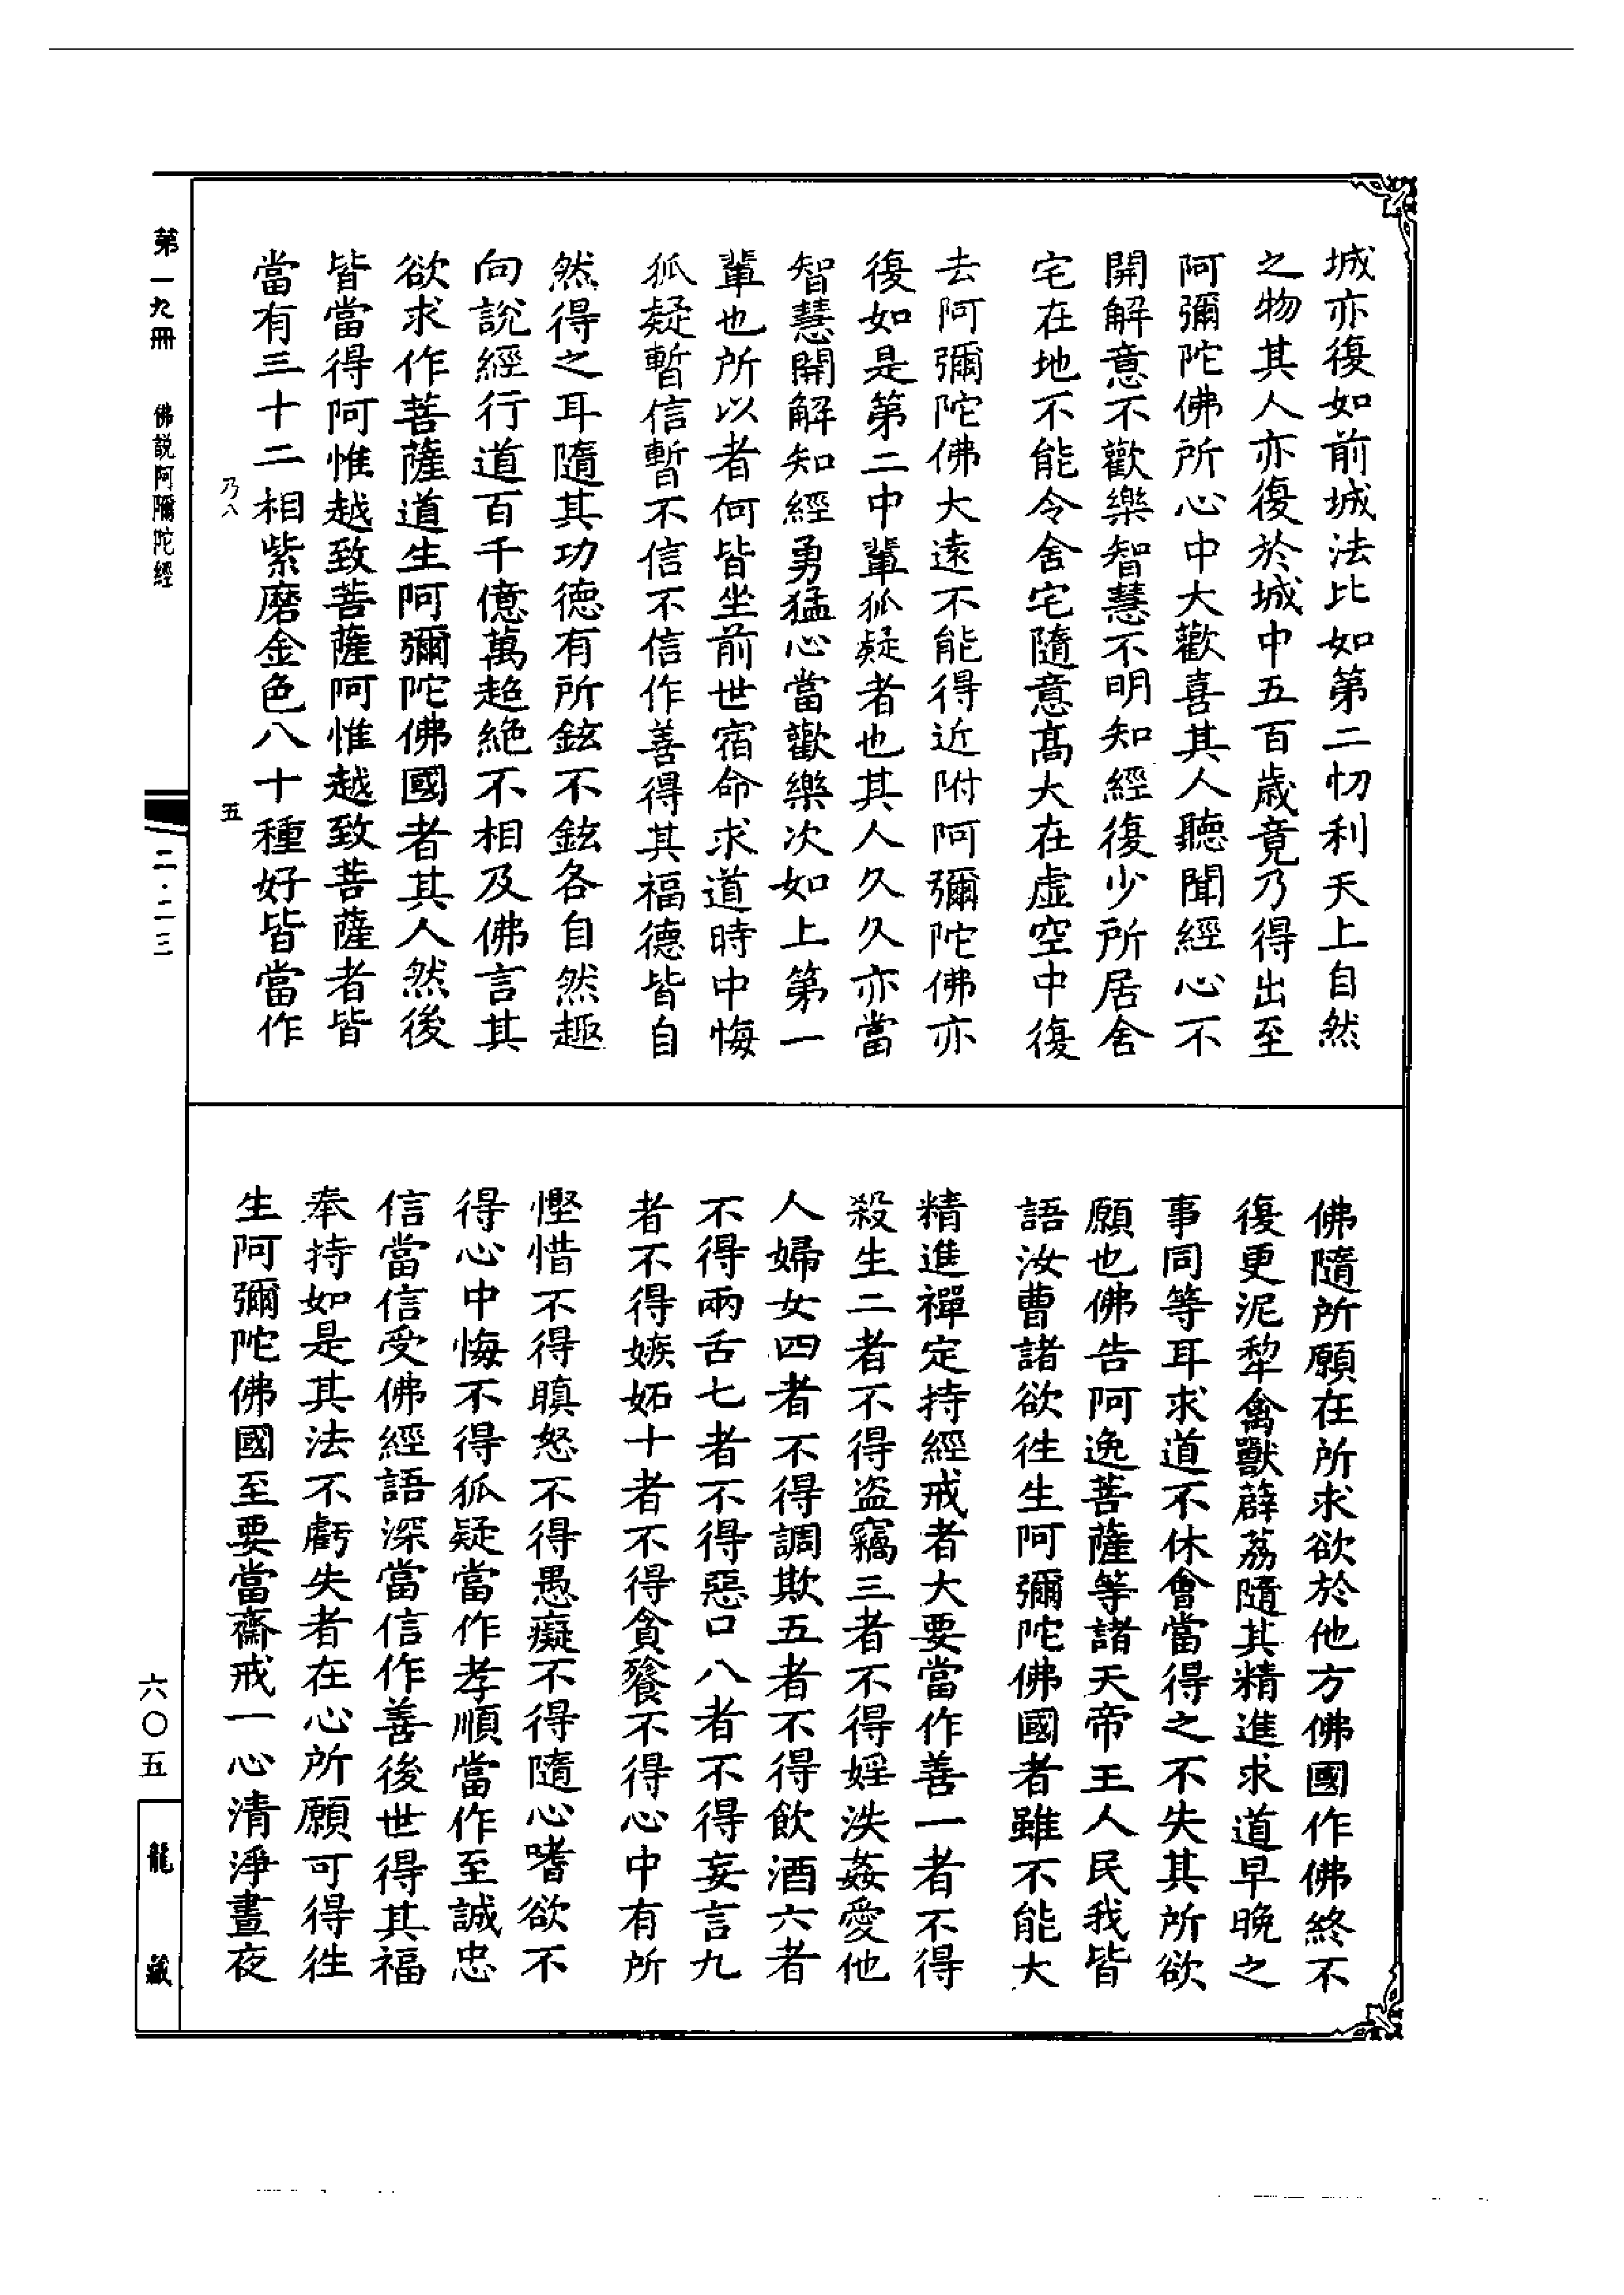 城亦復如前城法比如第二忉利天上自然
之物其人亦復於城中五百歳竟乃得出至
阿彌陀佛所心中大歡喜其人聽聞經心不
開解意不歡樂智慧不明知經復少所居舍
宅在地不能令舍宅隨意高大在虚空中復
去阿彌陀佛大遠不能得近附阿彌陀佛亦
復如是第二中輩狐疑者也其人久久亦當
智慧開解知經勇猛心當歡樂次如上第一
輩也所以者何皆坐前世宿命求道時中悔
狐疑暫信暫不信不信作善得其福德皆自
然得之耳隨其功德有所鉉不鉉各自然趣
向說經行道百千億萬超絶不相及佛言其
欲求作菩薩道生阿彌陀佛國者其人然後
皆當得阿惟越致菩薩阿惟越致菩薩者皆
當有三十二相紫磨金色八十種好皆當作
乃八 五
佛隨所願在所求欲於他方佛國作佛終不
復更泥犁禽獸薜荔隨其精進求道早晚之
事同等耳求道不休會當得之不失其所欲
願也佛告阿逸菩薩等諸天帝王人民我皆
語汝曹諸欲徃生阿彌陀佛國者雖不能大
精進禪定持經戒者大要當作善一者不得
殺生二者不得盗竊三者不得婬泆姦愛他
人婦女四者不得調欺五者不得飲酒六者
不得兩舌七者不得惡口八者不得妄言九
者不得嫉妬十者不得貪餮不得心中有所
慳惜不得瞋怒不得愚癡不得隨心嗜欲不
得心中悔不得狐疑當作孝順當作至誠忠
信當信受佛經語深當信作善後世得其福
奉持如是其法不虧失者在心所願可得徃
生阿彌陀佛國至要當齋戒一心清淨晝夜
第一九冊 佛說阿彌陀經
二·二三
六〇五
龍藏